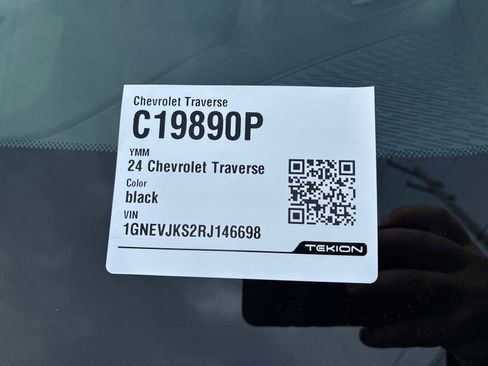 Chevrolet Traverse
C19890P
YMM
24 Chevrolet Traverse
Color
black
VIN
1GNEVJKS2RJ146698
TEKION